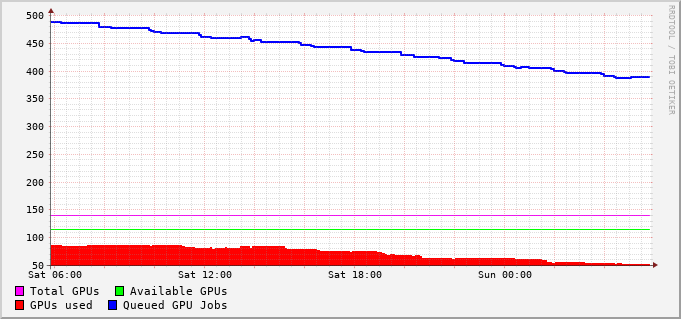 500
450
400
350
300
250
200
150
100
50
Sat 06:00 Sat 12:00 Sat 18:00 Sun 00:00
Total GPUs Available GPUs
GPUs used Queued GPU Jobs
RRDTOOL / TOBI OETIKER